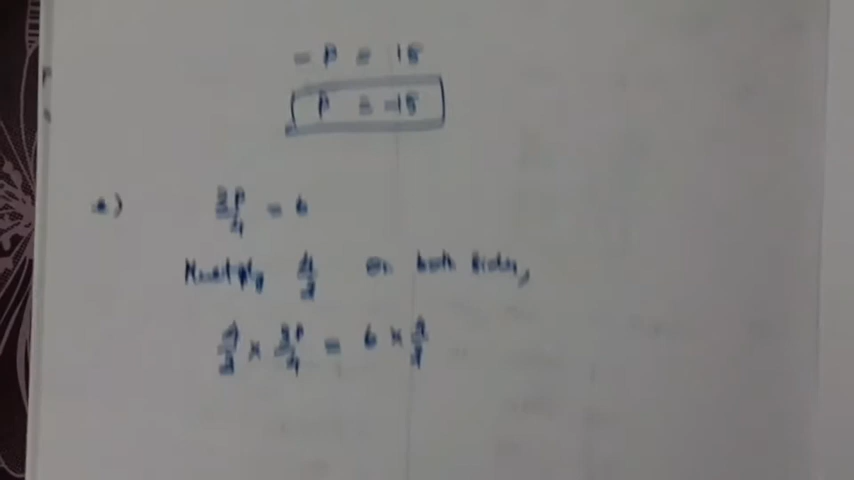 - P = 15
P = -15
e) 3P/4 = 6
Multiply 4/3 on both sides,
4/3 × 3P/4 = 6 × 4/3